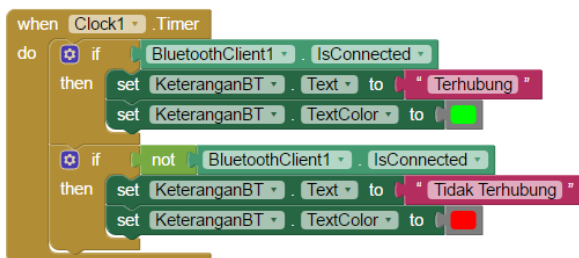 when Clock1 .Timer
do if BluetoothClient1 . IsConnected
then set KeteranganBT . Text to " Terhubung "
set KeteranganBT . TextColor to
if not BluetoothClient1 . IsConnected
then set KeteranganBT . Text to " Tidak Terhubung "
set KeteranganBT . TextColor to